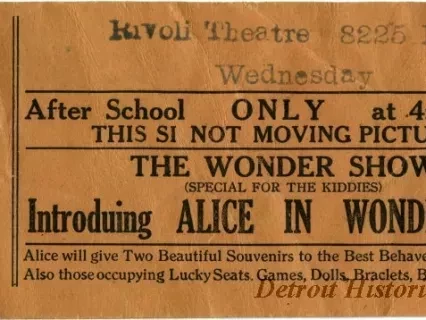 Rivoli Theatre 8225
Wednesday
After School ONLY at 4
THIS SI NOT MOVING PICTU
THE WONDER SHOW
(SPECIAL FOR THE KIDDIES)
Introduing ALICE IN WOND
Alice will give Two Beautiful Souvenirs to the Best Behave
Also those occupying Lucky Seats. Games, Dolls, Braclets, B
Detroit Histori